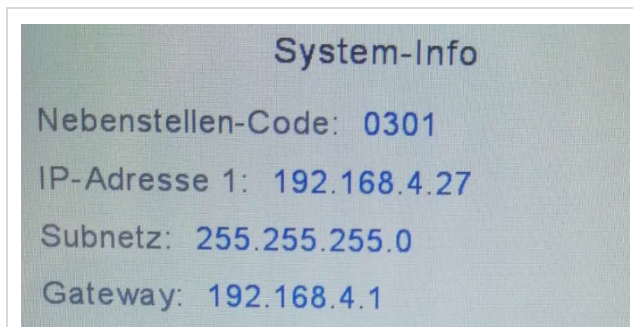 System-Info
Nebenstellen-Code: 0301
IP-Adresse 1: 192.168.4.27
Subnetz: 255.255.255.0
Gateway: 192.168.4.1